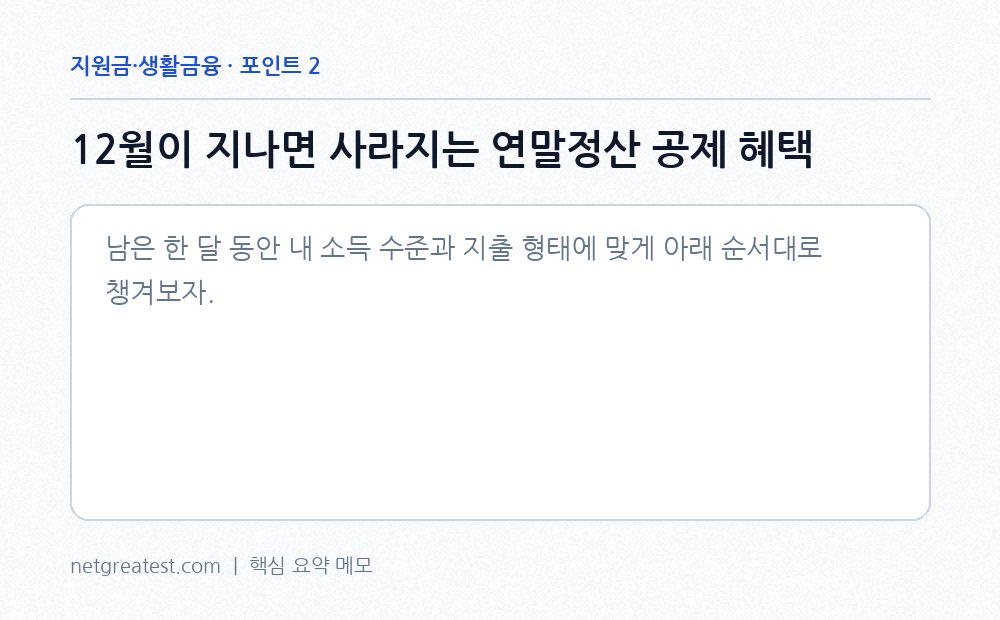 지원금·생활금융 · 포인트 2
12월이 지나면 사라지는 연말정산 공제 혜택
남은 한 달 동안 내 소득 수준과 지출 형태에 맞게 아래 순서대로
챙겨보자.
netgreatest.com | 핵심 요약 메모